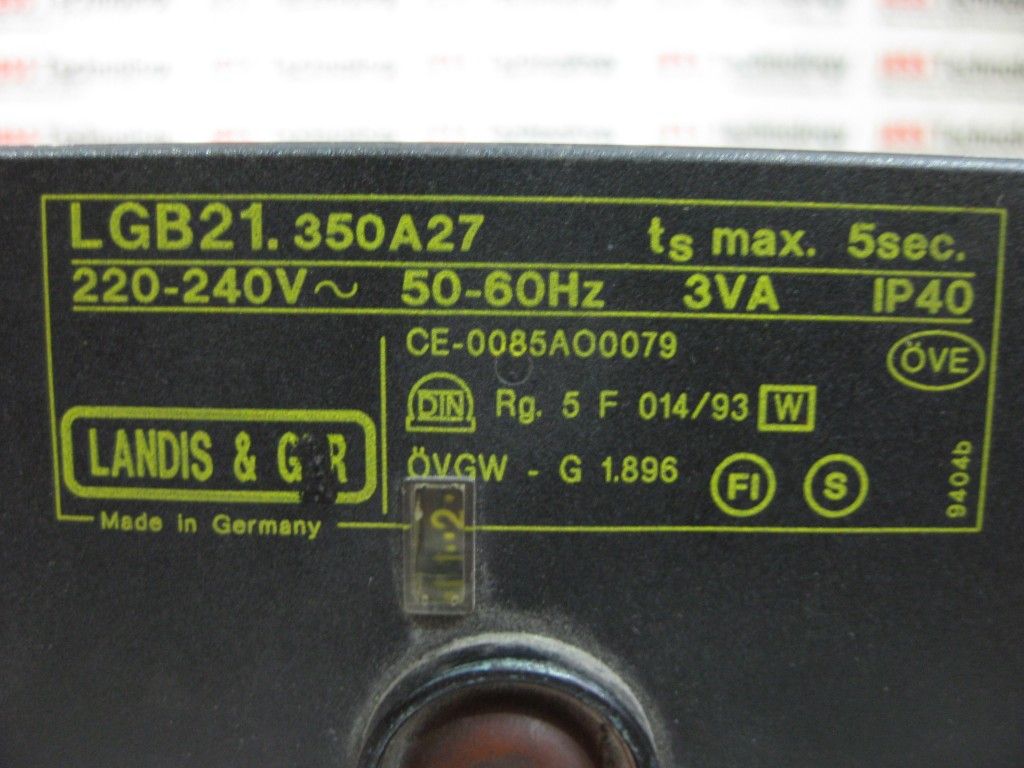 LGB21.350A27 ts max. 5sec.
220-240V~ 50-60Hz 3VA IP40
CE-0085AO0079
ÖVE
DIN Rg. 5 F 014/93 W
LANDIS &
ÖVGW - G 1.896 FI S
9404b
Made in Germany